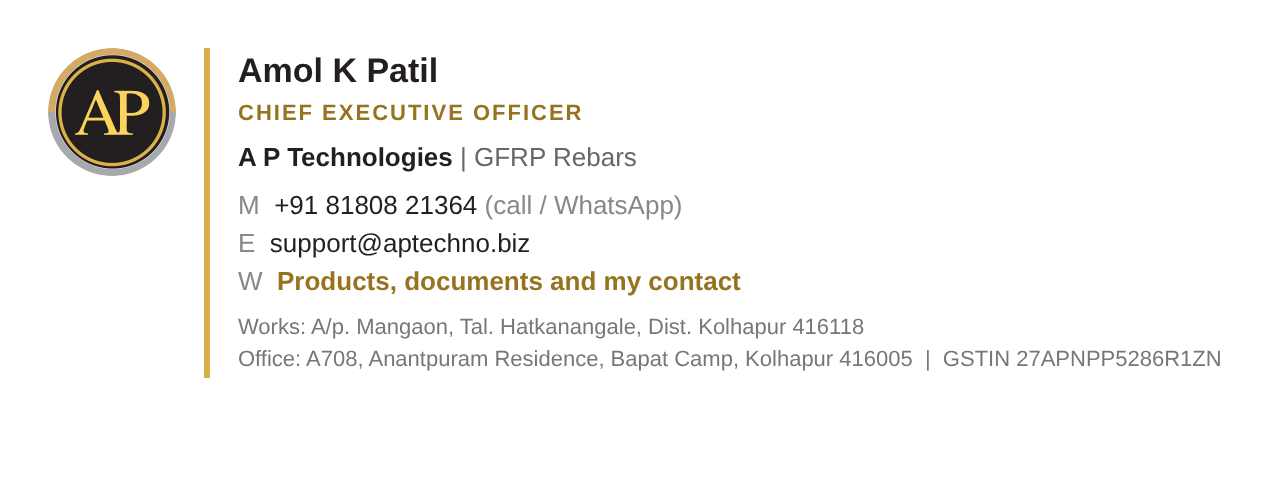 AP
Amol K Patil
CHIEF EXECUTIVE OFFICER
A P Technologies | GFRP Rebars
M +91 81808 21364 (call / WhatsApp)
E support@aptechno.biz
W Products, documents and my contact
Works: A/p. Mangaon, Tal. Hatkanangale, Dist. Kolhapur 416118
Office: A708, Anantpuram Residence, Bapat Camp, Kolhapur 416005 | GSTIN 27APNPP5286R1ZN